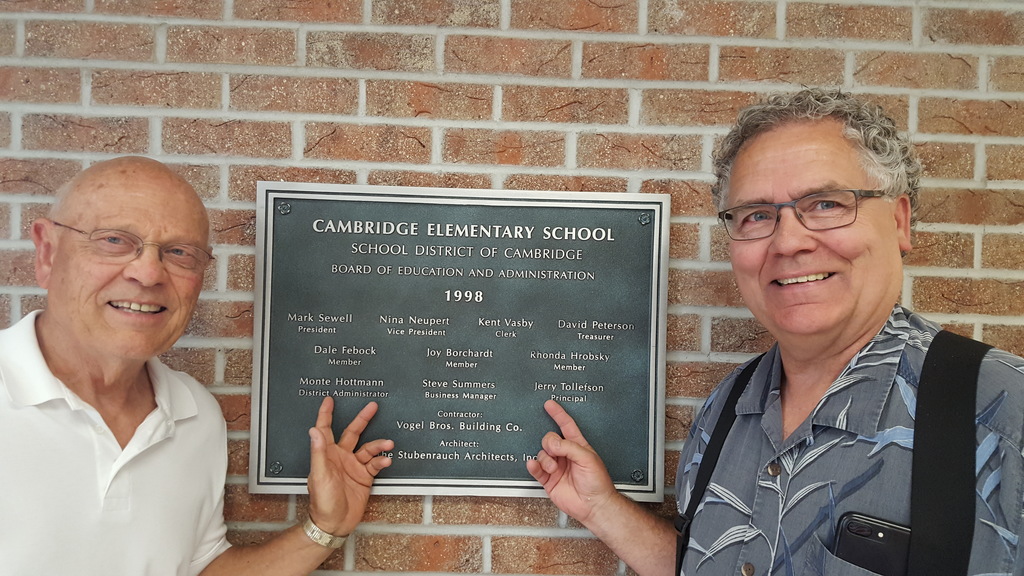 CAMBRIDGE ELEMENTARY SCHOOL
SCHOOL DISTRICT OF CAMBRIDGE
BOARD OF EDUCATION AND ADMINISTRATION
1998
Mark Sewell Nina Neupert Kent Vasby David Peterson
President Vice President Clerk Treasurer
Dale Febock Joy Borchardt Rhonda Hrobsky
Member Member Member
Monte Hottmann Steve Summers Jerry Tollefson
District Administrator Business Manager Principal
Contractor:
Vogel Bros. Building Co.
Architect:
Stubenrauch Architects, Inc